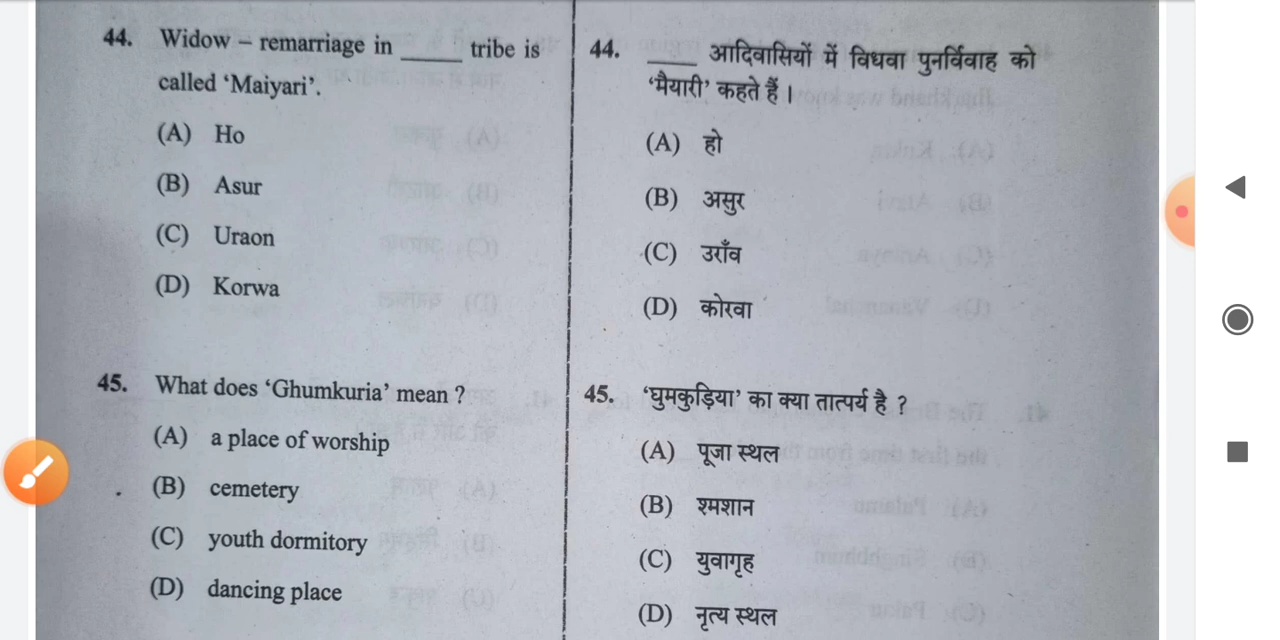 44. Widow – remarriage in _____ tribe is
called ‘Maiyari’.
(A) Ho
(B) Asur
(C) Uraon
(D) Korwa
45. What does ‘Ghumkuria’ mean ?
(A) a place of worship
(B) cemetery
(C) youth dormitory
(D) dancing place
44. _____ आदिवासियों में विधवा पुनर्विवाह को
‘मैयारी’ कहते हैं ।
(A) हो
(B) असुर
(C) उराँव
(D) कोरवा
45. ‘घुमकुड़िया’ का क्या तात्पर्य है ?
(A) पूजा स्थल
(B) श्मशान
(C) युवागृह
(D) नृत्य स्थल